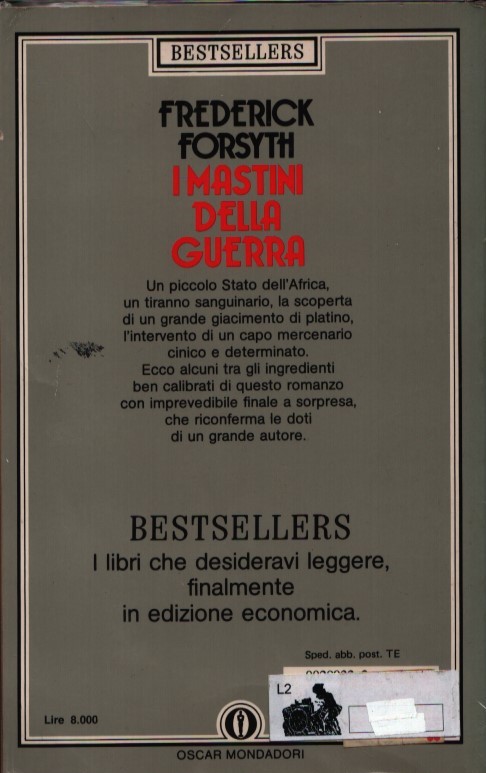 BESTSELLERS
FREDERICK
FORSYTH
I MASTINI
DELLA
GUERRA
Un piccolo Stato dell'Africa,
un tiranno sanguinario, la scoperta
di un grande giacimento di platino,
l'intervento di un capo mercenario
cinico e determinato.
Ecco alcuni tra gli ingredienti
ben calibrati di questo romanzo
con imprevedibile finale a sorpresa,
che riconferma le doti
di un grande autore.
BESTSELLERS
I libri che desideravi leggere,
finalmente
in edizione economica.
Sped. abb. post. TE
L2
Lire 8.000
OSCAR MONDADORI